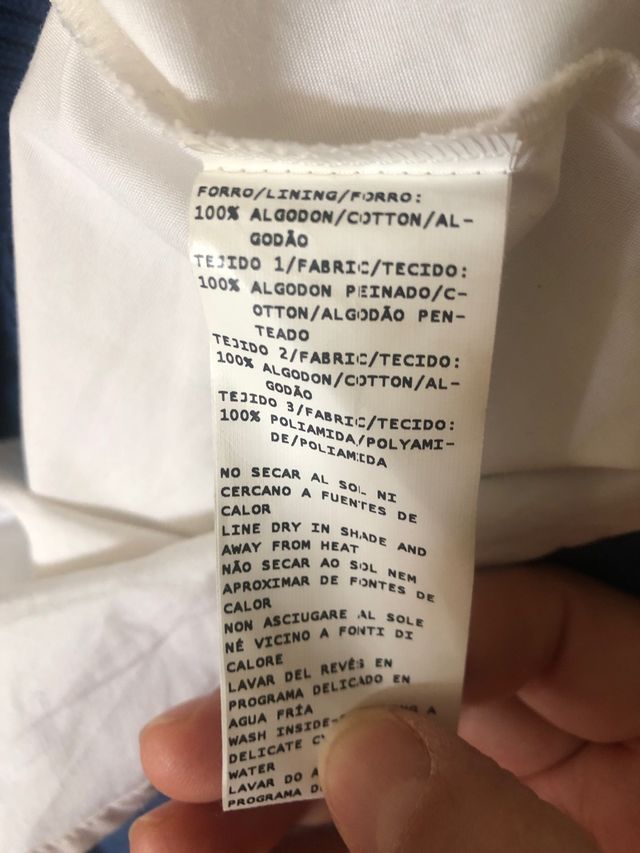 FORRO/LINING/FORRO:
100% ALGODON/COTTON/AL-
GODÃO
TEJIDO 1/FABRIC/TECIDO:
100% ALGODON PEINADO/C-
OTTON/ALGODÃO PEN-
TEADO
TEJIDO 2/FABRIC/TECIDO:
100% ALGODON/COTTON/AL-
GODÃO
TEJIDO 3/FABRIC/TECIDO:
100% POLIAMIDA/POLYAMI-
DE/POLIAMIDA
NO SECAR AL SOL NI
CERCANO A FUENTES DE
CALOR
LINE DRY IN SHADE AND
AWAY FROM HEAT
NÃO SECAR AO SOL NEM
APROXIMAR DE FONTES DE
CALOR
NON ASCIUGARE AL SOLE
NÉ VICINO A FONTI DI
CALORE
LAVAR DEL REVÉS EN
PROGRAMA DELICADO EN
AGUA FRÍA
WASH INSIDE- A
DELICATE
WATER
LAVAR DO
PROGRAMA